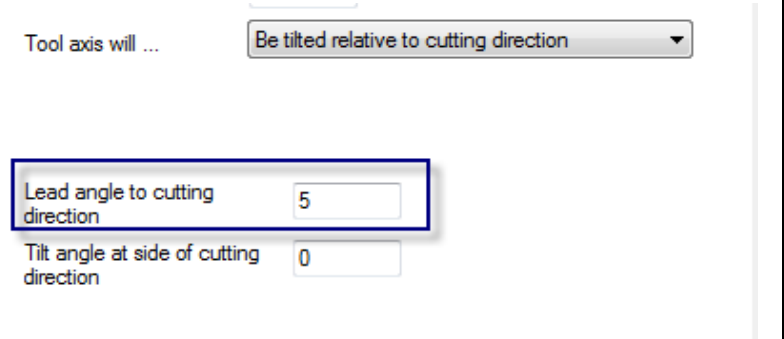 Tool axis will ...
Be tilted relative to cutting direction
Lead angle to cutting
direction
5
Tilt angle at side of cutting
direction
0